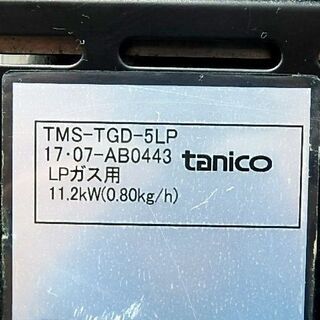 TMS-TGD-5LP
17·07-AB0443 tanico
LPガス用
11.2kW(0.80kg/h)